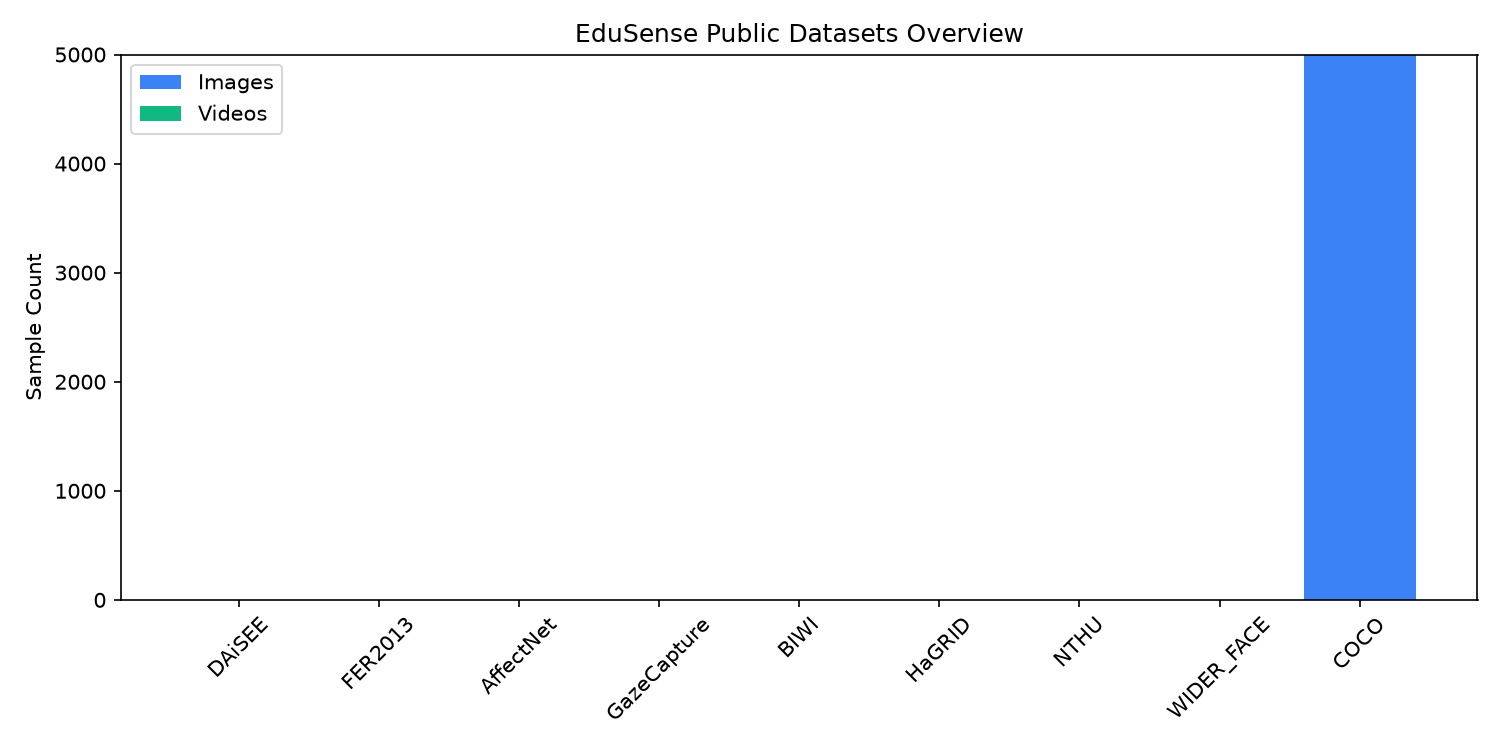 EduSense Public Datasets Overview
Images
Videos
Sample Count
5000
4000
3000
2000
1000
0
DAiSEE
FER2013
AffectNet
GazeCapture
BIWI
HaGRID
NTHU
WIDER_FACE
COCO